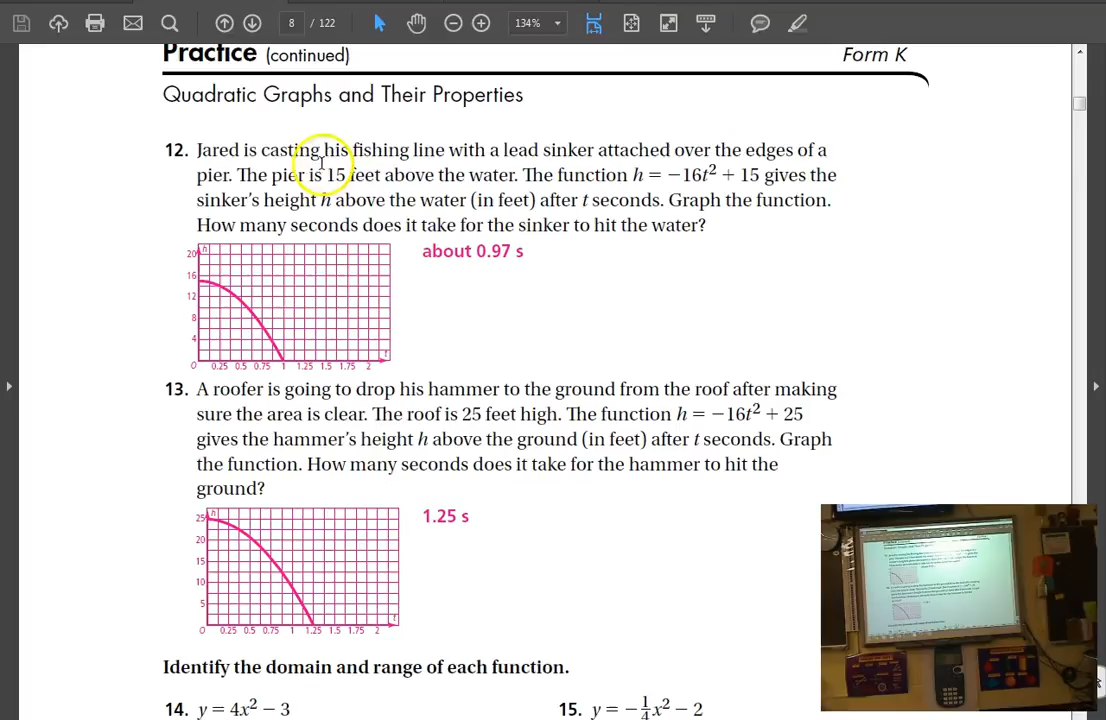 8 / 122
134%
Practice (continued)
Form K
Quadratic Graphs and Their Properties
12. Jared is casting his fishing line with a lead sinker attached over the edges of a
pier. The pier is 15 feet above the water. The function h = −16t² + 15 gives the
sinker's height h above the water (in feet) after t seconds. Graph the function.
How many seconds does it take for the sinker to hit the water?
about 0.97 s
h
20
16
12
8
4
O 0.25 0.5 0.75 1 1.25 1.5 1.75 2 t
13. A roofer is going to drop his hammer to the ground from the roof after making
sure the area is clear. The roof is 25 feet high. The function h = −16t² + 25
gives the hammer's height h above the ground (in feet) after t seconds. Graph
the function. How many seconds does it take for the hammer to hit the
ground?
1.25 s
h
25
20
15
10
5
O 0.25 0.5 0.75 1 1.25 1.5 1.75 2 t
Identify the domain and range of each function.
14. y = 4x² − 3
15. y = −1/4x² − 2